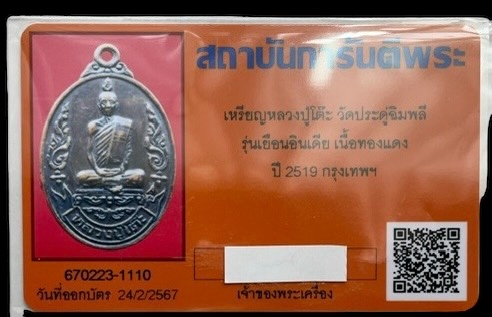 สถาบันการันตีพระ
เหรียญหลวงปู่โต๊ะ วัดประดู่ฉิมพลี
รุ่นเยือนอินเดีย เนื้อทองแดง
ปี 2519 กรุงเทพฯ
หลวงปู่โต๊ะ
670223-1110
วันที่ออกบัตร 24/2/2567
เจ้าของพระเครื่อง